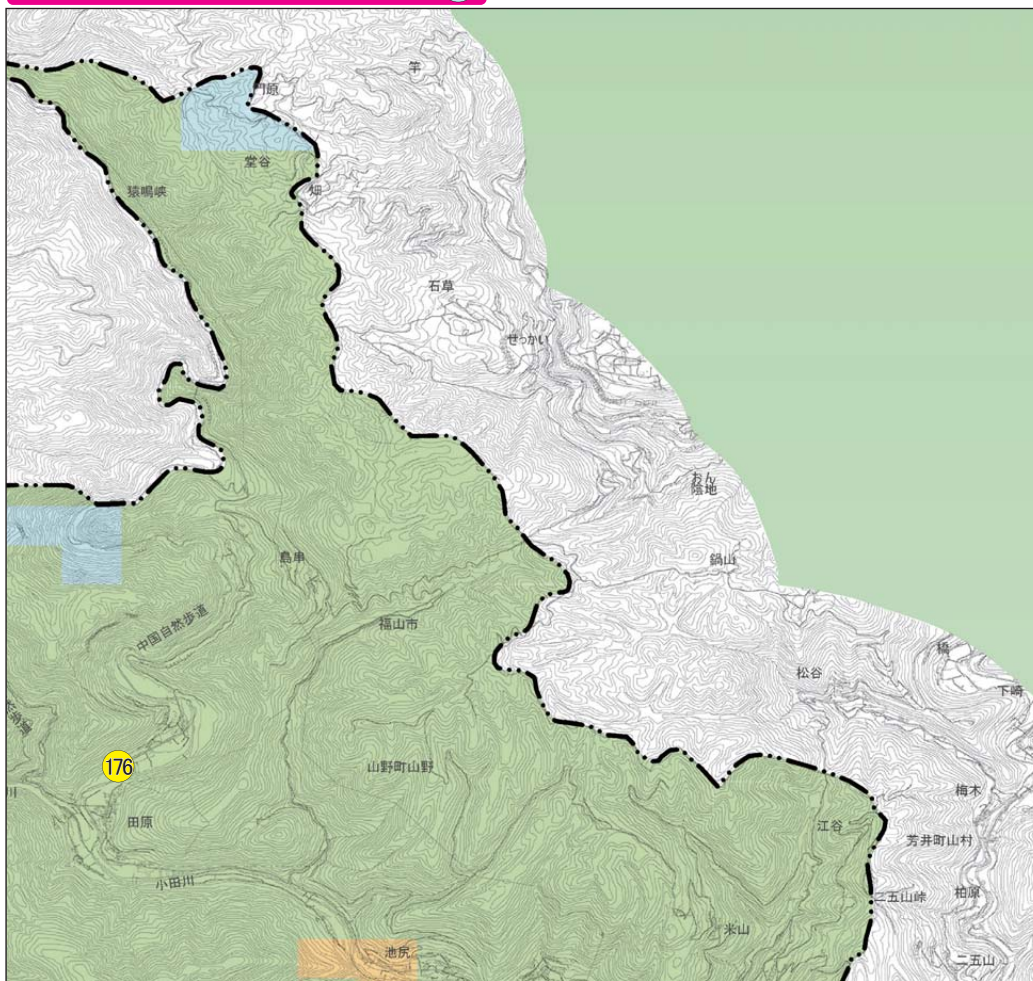 竿
門原
堂谷
猿鳴峡
畑
石草
せっかい
おん
陰地
島串
鍋山
中国自然歩道
福山市
橋
松谷
下崎
176
山野町山野
川
梅木
田原
江谷
芳井町山村
小田川
二五山峠
柏原
米山
池尻
二五山